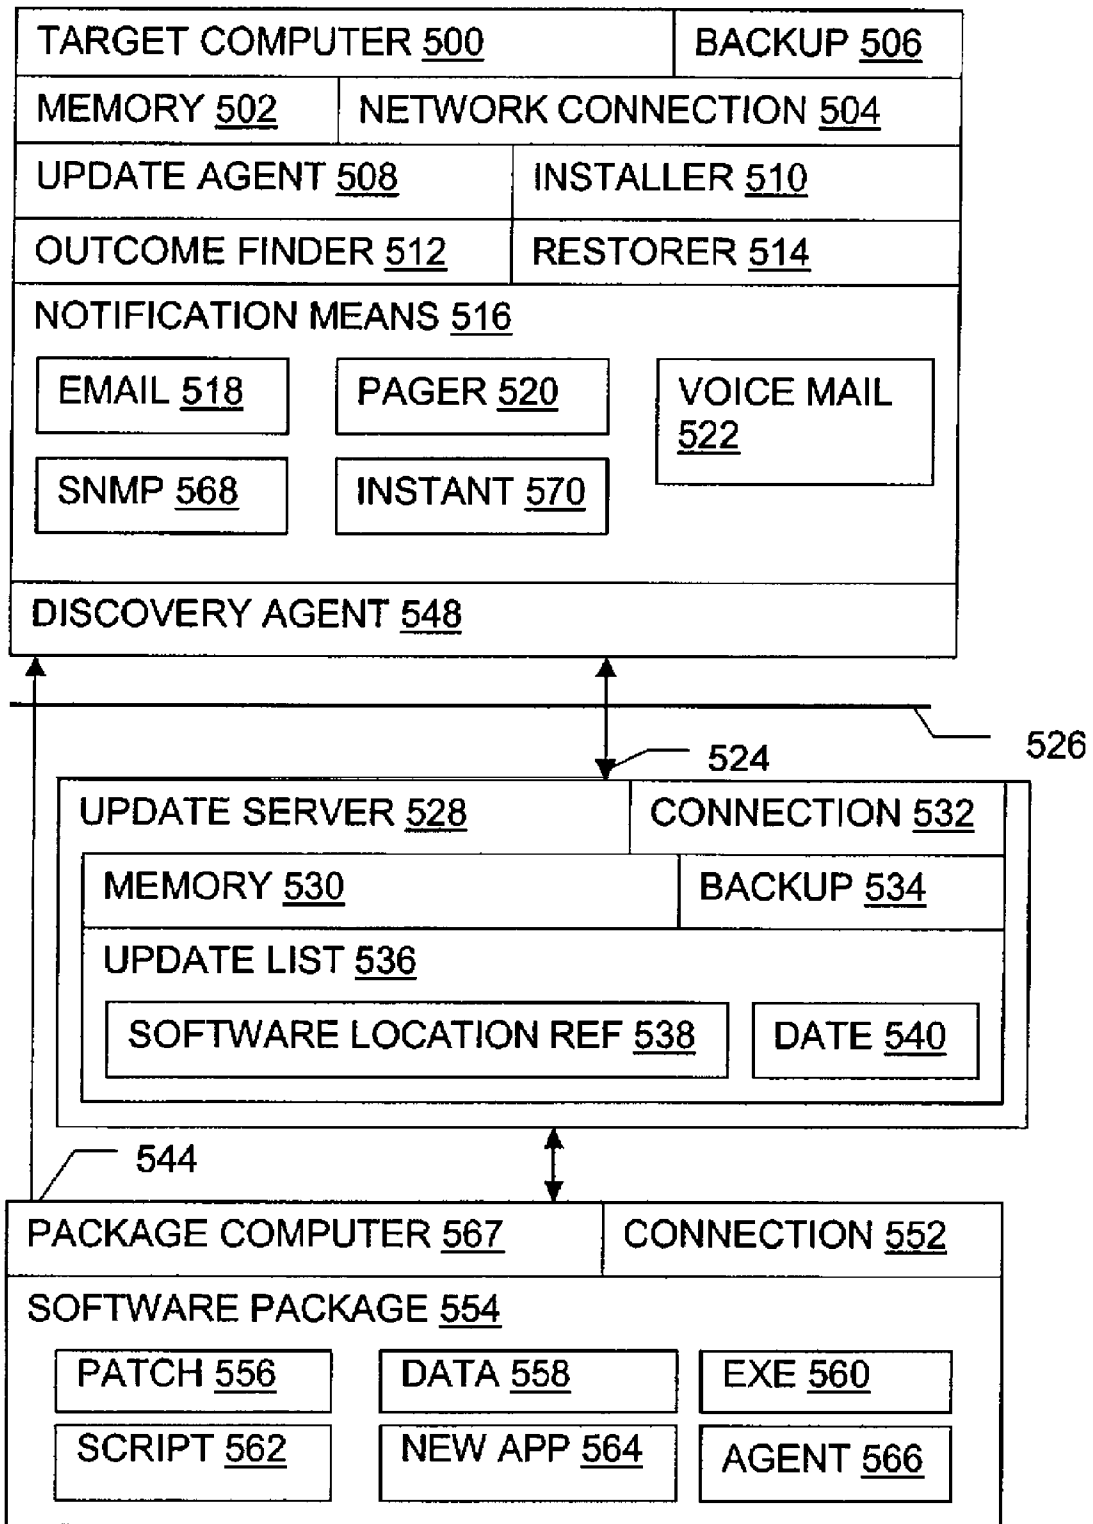 TARGET COMPUTER 500 BACKUP 506
MEMORY 502 NETWORK CONNECTION 504
UPDATE AGENT 508 INSTALLER 510
OUTCOME FINDER 512 RESTORER 514
NOTIFICATION MEANS 516
EMAIL 518 PAGER 520 VOICE MAIL
522
SNMP 568 INSTANT 570
DISCOVERY AGENT 548
526
524
UPDATE SERVER 528 CONNECTION 532
MEMORY 530 BACKUP 534
UPDATE LIST 536
SOFTWARE LOCATION REF 538 DATE 540
544
PACKAGE COMPUTER 567 CONNECTION 552
SOFTWARE PACKAGE 554
PATCH 556 DATA 558 EXE 560
SCRIPT 562 NEW APP 564 AGENT 566